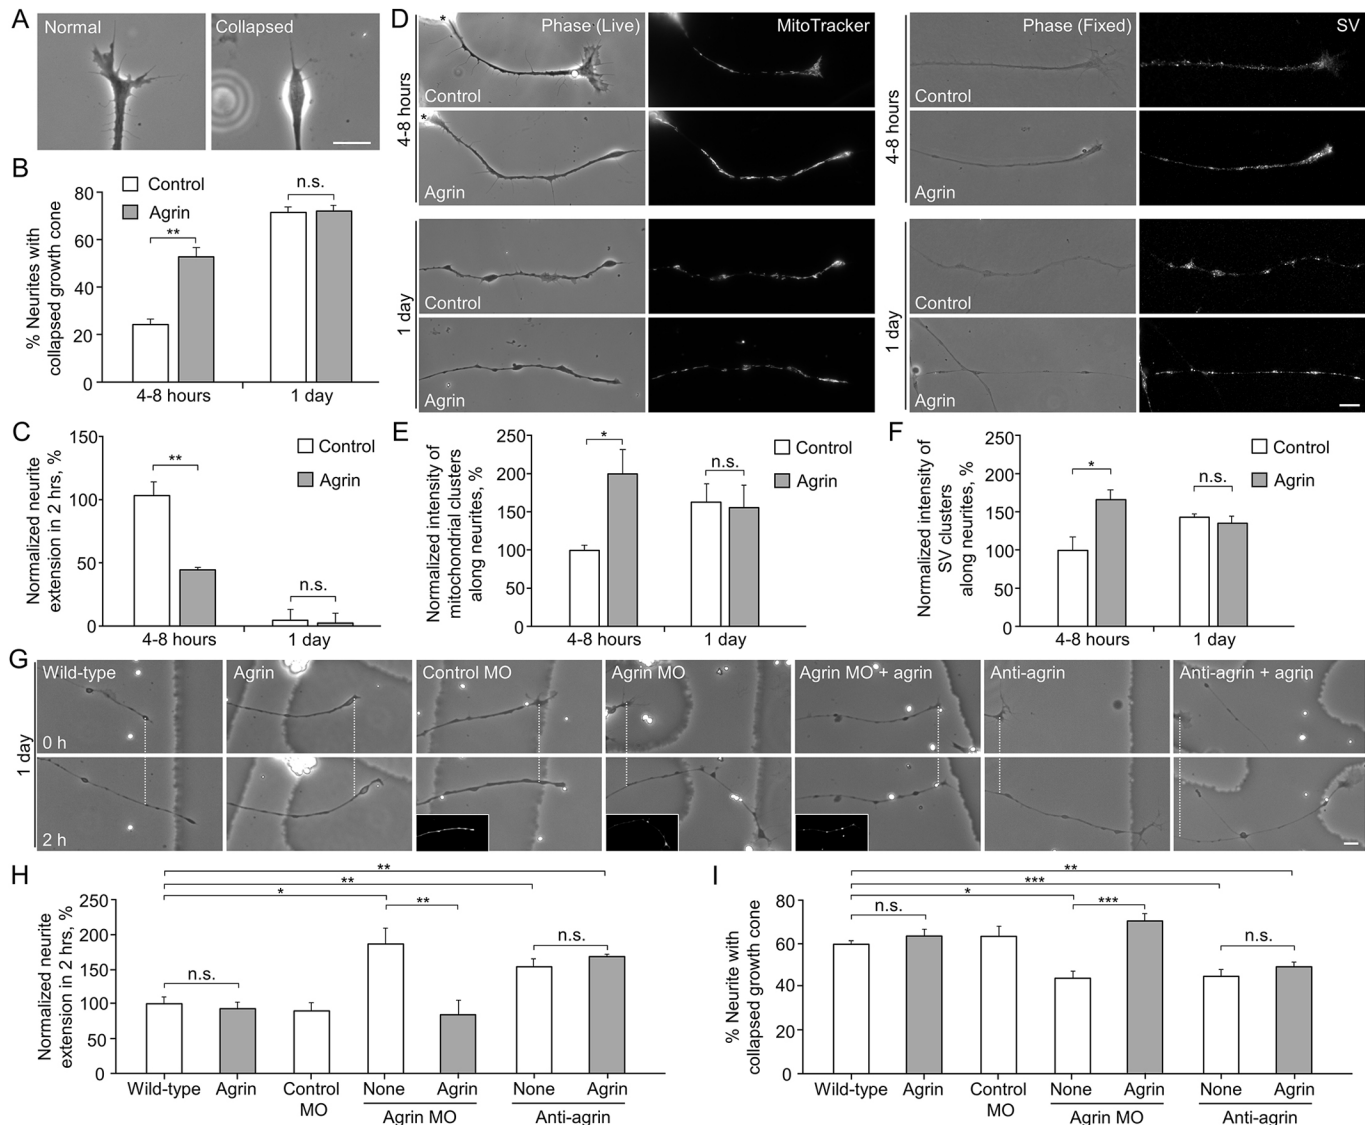 A
Normal
Collapsed
B
Control
Agrin
% Neurites with
collapsed growth cone
80
60
40
20
0
**
n.s.
4-8 hours
1 day
C
Control
Agrin
Normalized neurite
extension in 2 hrs, %
150
100
50
0
**
n.s.
4-8 hours
1 day
D
Phase (Live)
MitoTracker
Phase (Fixed)
SV
4-8 hours
*
Control
*
Agrin
1 day
Control
Agrin
4-8 hours
Control
Agrin
1 day
Control
Agrin
E
Normalized intensity of
mitochondrial clusters
along neurites, %
250
200
150
100
50
0
*
n.s.
Control
Agrin
4-8 hours
1 day
F
Normalized intensity of
SV clusters
along neurites, %
250
200
150
100
50
0
*
n.s.
Control
Agrin
4-8 hours
1 day
G
Wild-type
Agrin
Control MO
Agrin MO
Agrin MO + agrin
Anti-agrin
Anti-agrin + agrin
1 day
0 h
2 h
H
Normalized neurite
extension in 2 hrs, %
250
200
150
100
50
0
**
**
*
**
n.s.
n.s.
Wild-type
Agrin
Control
MO
None
Agrin
None
Agrin
Agrin MO
Anti-agrin
I
% Neurite with
collapsed growth cone
80
60
40
20
0
**
***
*
***
n.s.
n.s.
Wild-type
Agrin
Control
MO
None
Agrin
None
Agrin
Agrin MO
Anti-agrin